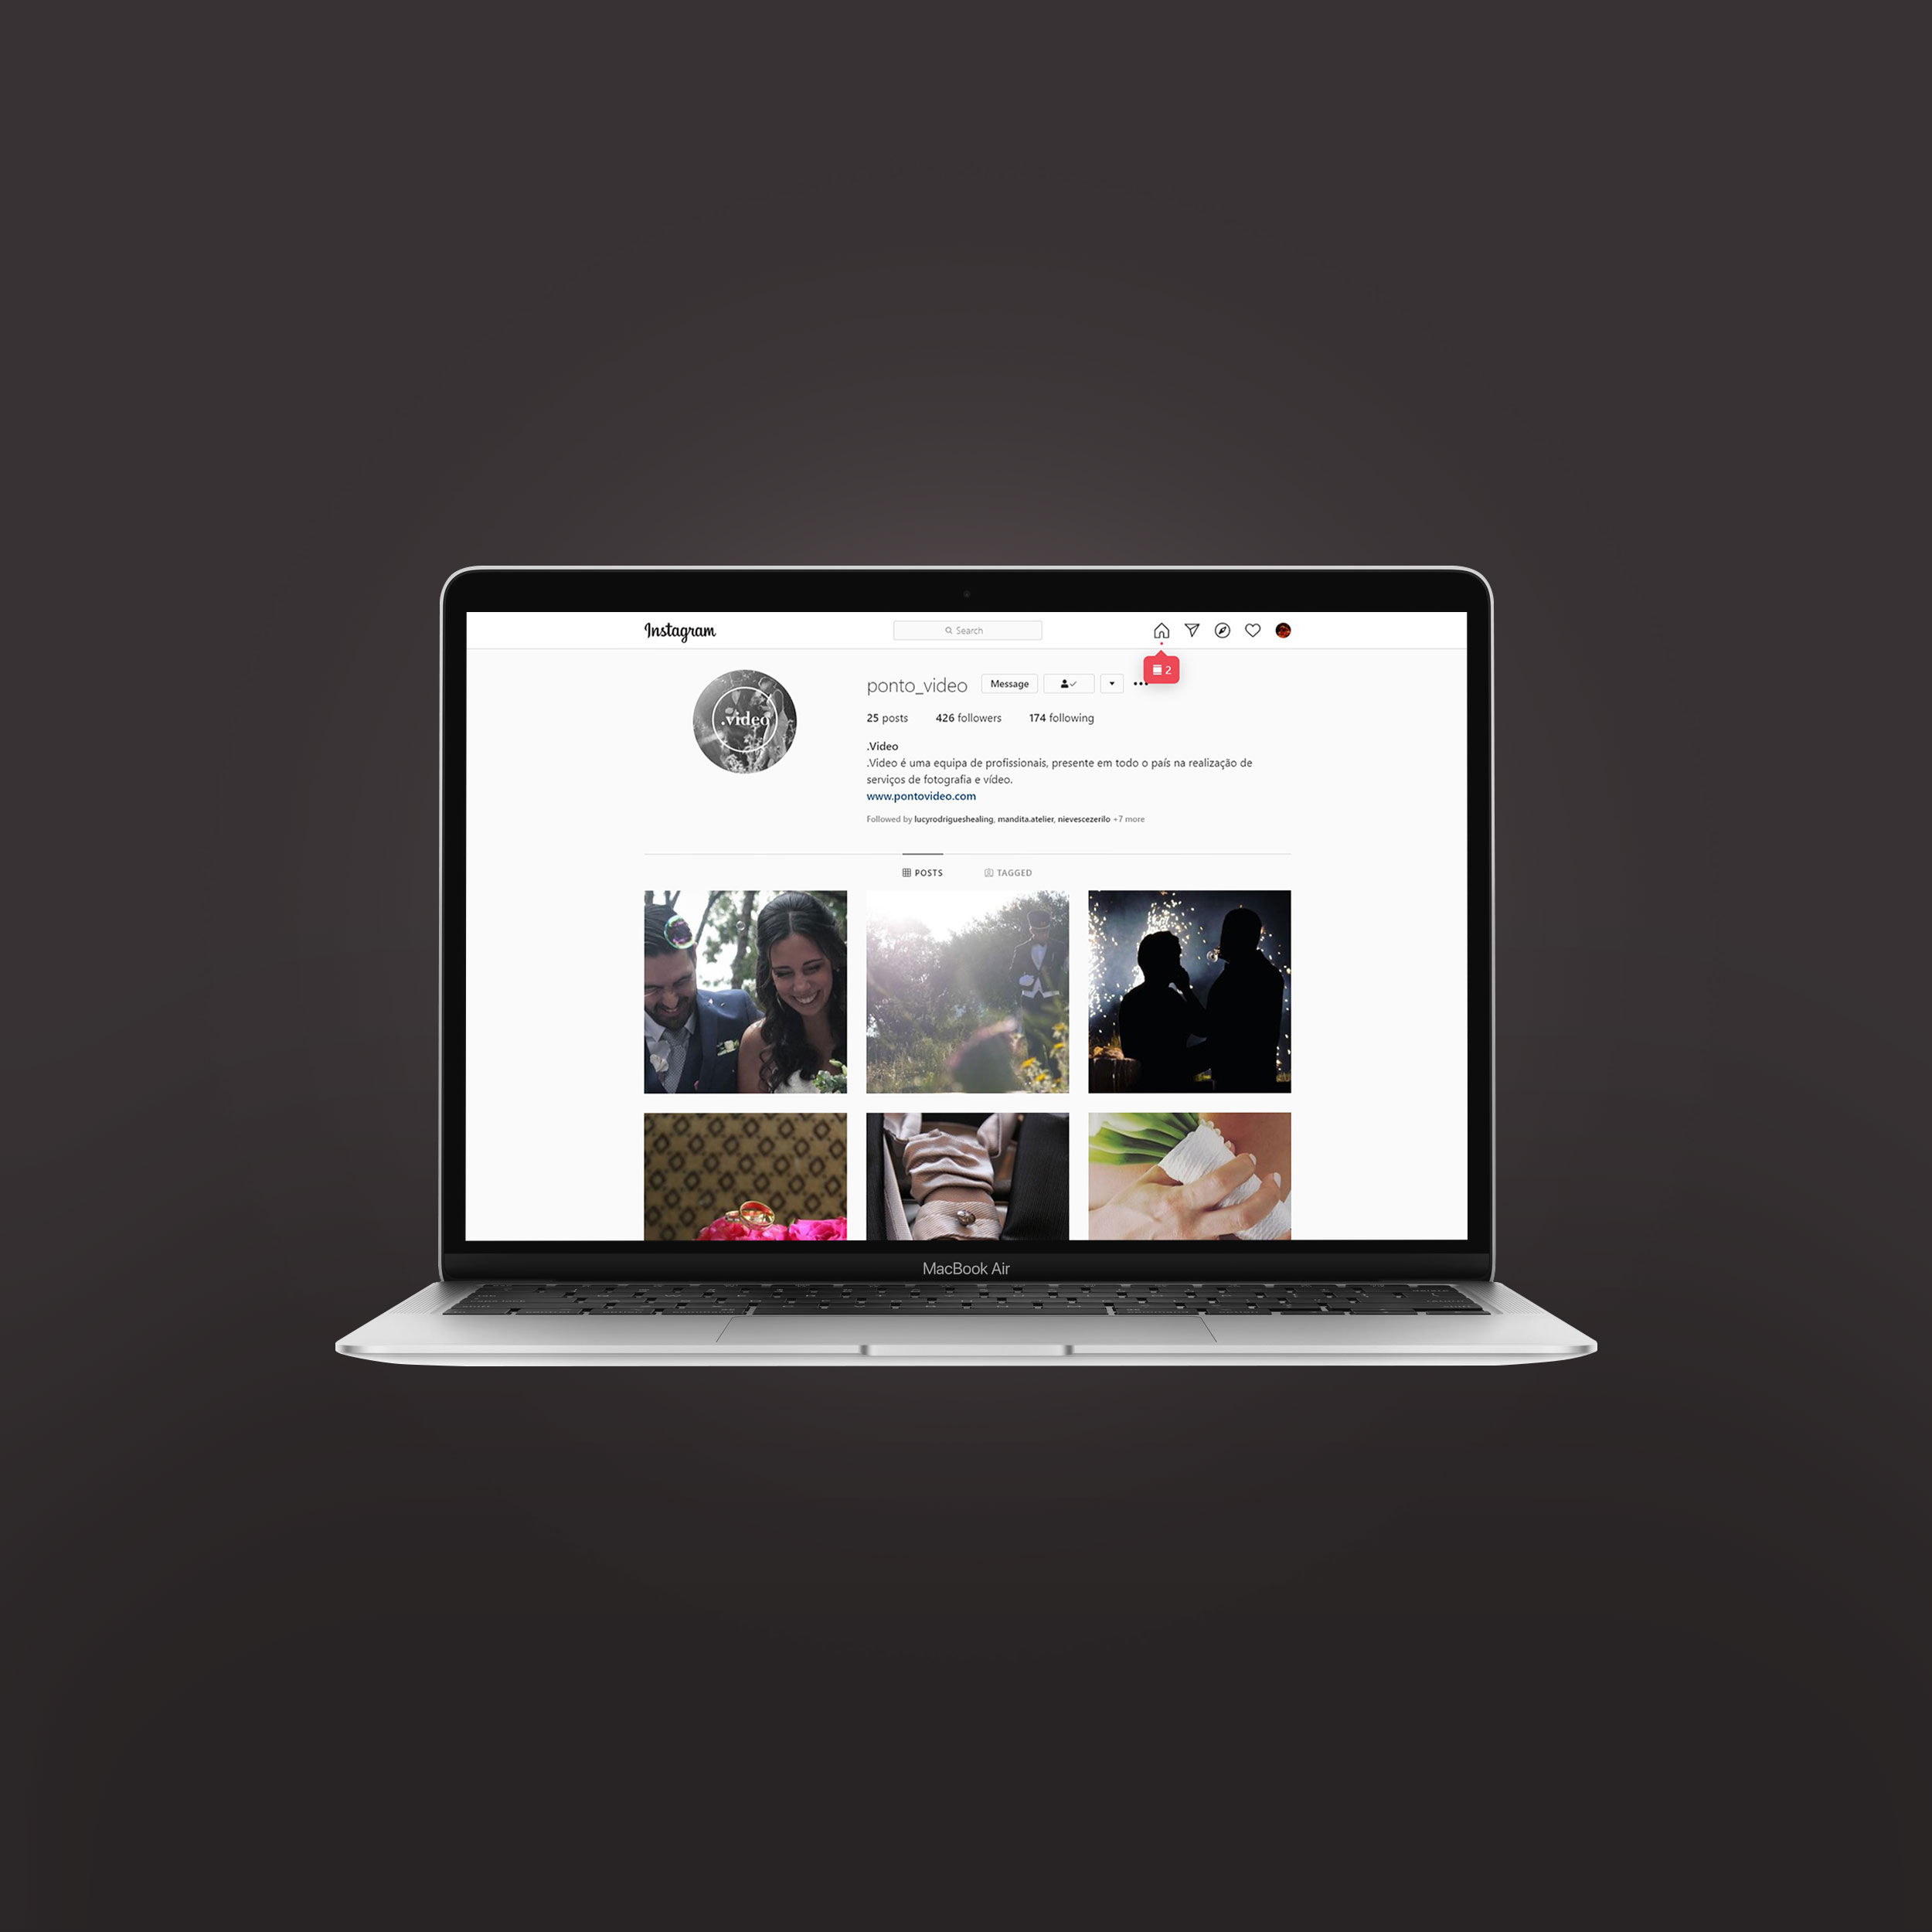 Instagram
Search
2
ponto_video Message
25 posts 426 followers 174 following
.video
.Video
.Video é uma equipa de profissionais, presente em todo o país na realização de
serviços de fotografia e vídeo.
www.pontovideo.com
Followed by lucyrodrigueshealing, mandita.atelier, nievescezerilo +7 more
POSTS TAGGED
MacBook Air